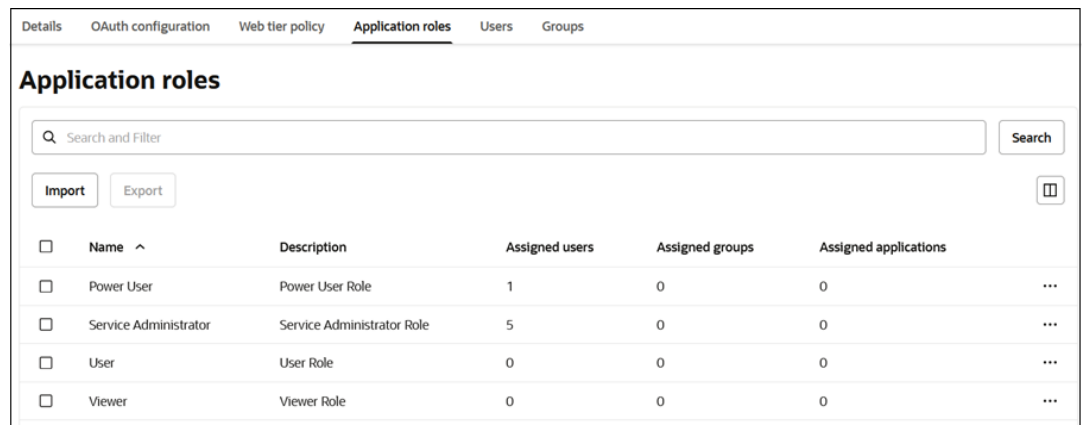 Details OAuth configuration Web tier policy Application roles Users Groups
Application roles
Search and Filter Search
Import Export
Name Description Assigned users Assigned groups Assigned applications
Power User Power User Role 1 0 0 ...
Service Administrator Service Administrator Role 5 0 0 ...
User User Role 0 0 0 ...
Viewer Viewer Role 0 0 0 ...